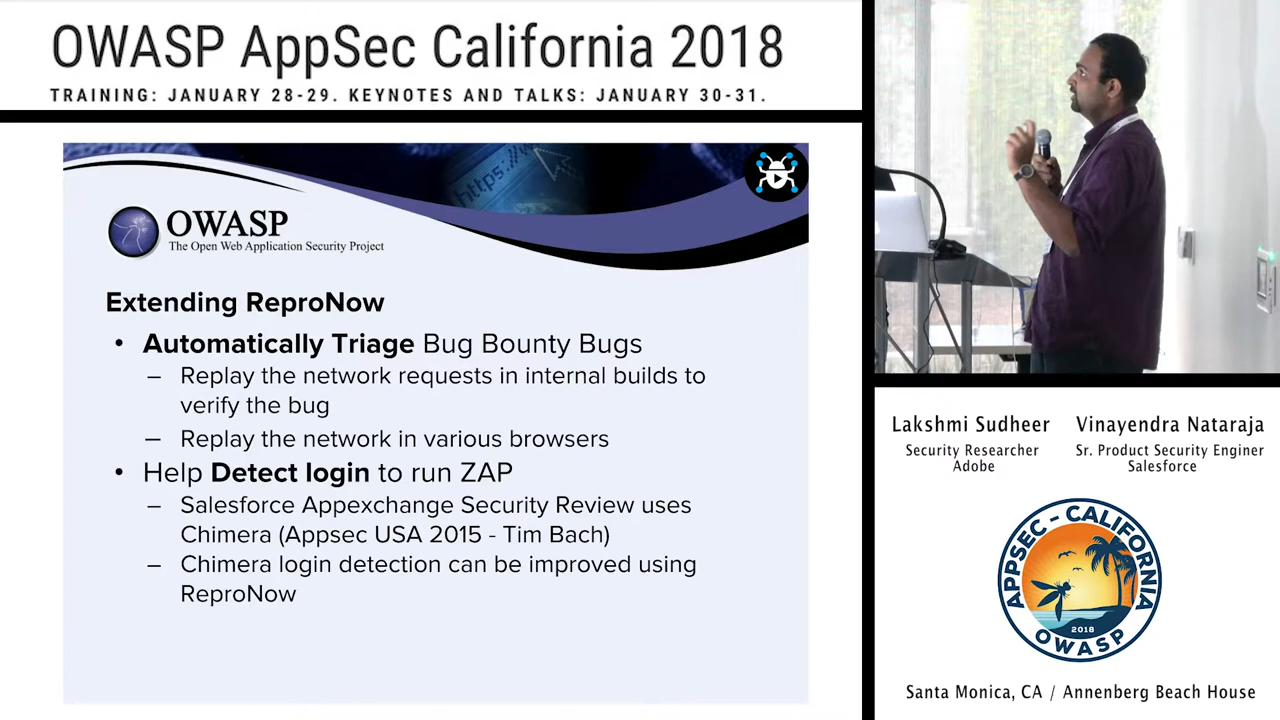 OWASP AppSec California 2018
TRAINING: JANUARY 28-29. KEYNOTES AND TALKS: JANUARY 30-31.
https://
OWASP
The Open Web Application Security Project
Extending ReproNow
• Automatically Triage Bug Bounty Bugs
– Replay the network requests in internal builds to
verify the bug
– Replay the network in various browsers
• Help Detect login to run ZAP
– Salesforce Appexchange Security Review uses
Chimera (Appsec USA 2015 - Tim Bach)
– Chimera login detection can be improved using
ReproNow
Lakshmi Sudheer
Security Researcher
Adobe
Vinayendra Nataraja
Sr. Product Security Enginer
Salesforce
APPSEC - CALIFORNIA
2018
OWASP
Santa Monica, CA / Annenberg Beach House